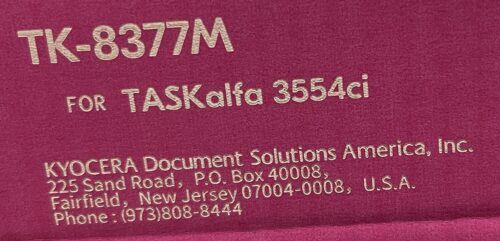 TK-8377M
FOR TASKalfa 3554ci
KYOCERA Document Solutions America, Inc.
225 Sand Road, P.O. Box 40008,
Fairfield, New Jersey 07004-0008, U.S.A.
Phone : (973)808-8444